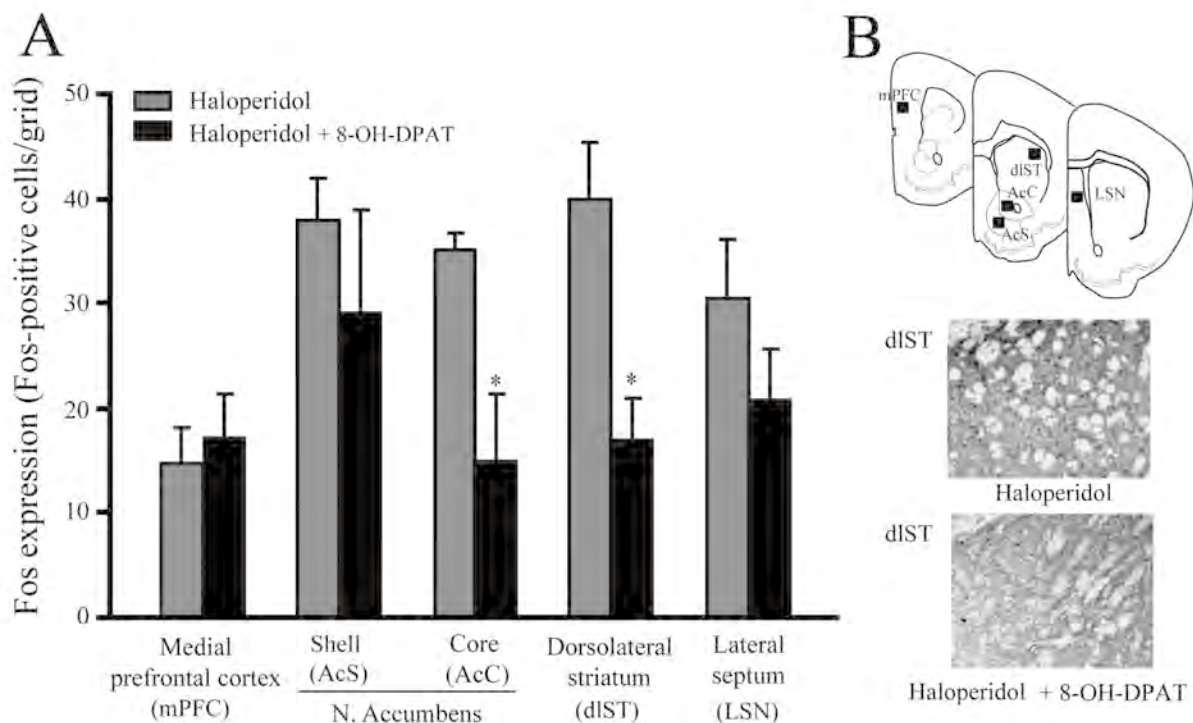 A
Fos expression (Fos-positive cells/grid)
50
40
30
20
10
0
Haloperidol
Haloperidol + 8-OH-DPAT
*
*
Medial
prefrontal cortex
(mPFC)
Shell
(AcS)
Core
(AcC)
N. Accumbens
Dorsolateral
striatum
(dlST)
Lateral
septum
(LSN)
B
mPFC
dlST
AcC
AcS
LSN
dlST
Haloperidol
dlST
Haloperidol + 8-OH-DPAT